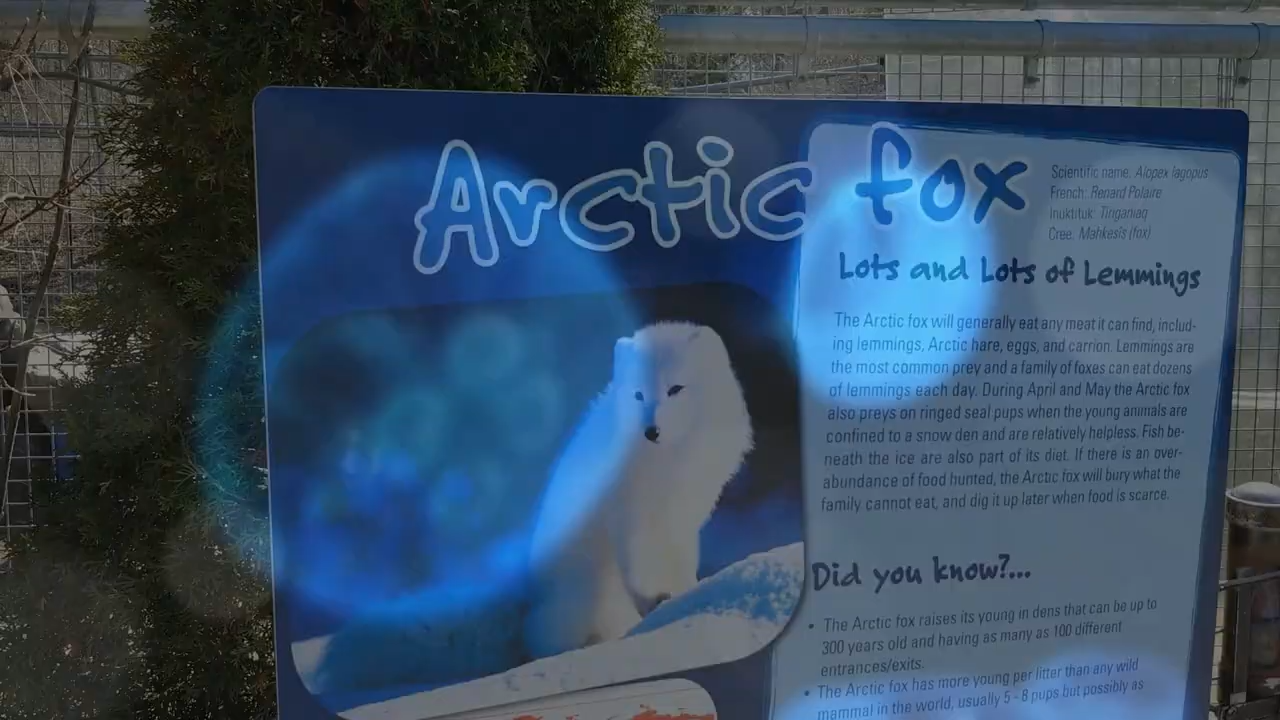 Arctic fox
Scientific name: Alopex lagopus
French: Renard Polaire
Inuktituk: Tiriganiaq
Cree: Mahkesis (fox)
Lots and Lots of Lemmings
The Arctic fox will generally eat any meat it can find, includ-
ing lemmings, Arctic hare, eggs, and carrion. Lemmings are
the most common prey and a family of foxes can eat dozens
of lemmings each day. During April and May the Arctic fox
also preys on ringed seal pups when the young animals are
confined to a snow den and are relatively helpless. Fish be-
neath the ice are also part of its diet. If there is an over-
abundance of food hunted, the Arctic fox will bury what the
family cannot eat, and dig it up later when food is scarce.
Did you know?...
• The Arctic fox raises its young in dens that can be up to
300 years old and having as many as 100 different
entrances/exits.
• The Arctic fox has more young per litter than any wild
mammal in the world, usually 5 - 8 pups but possibly as